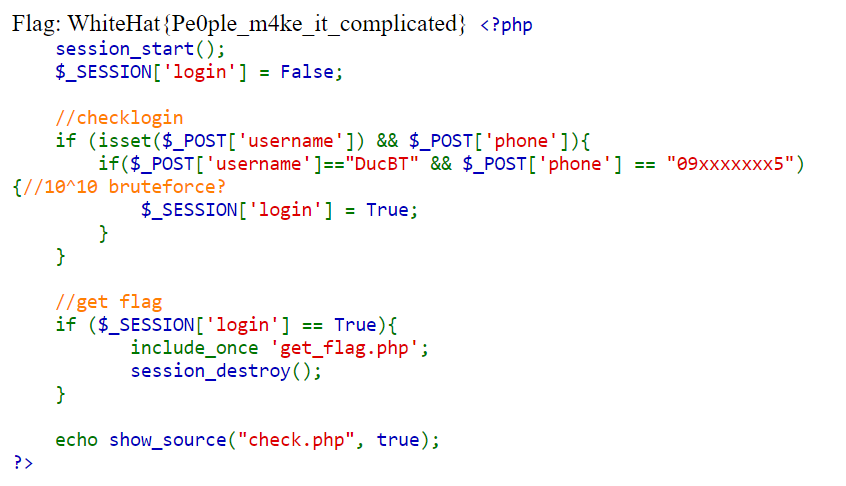 Flag: WhiteHat{Pe0ple_m4ke_it_complicated} <?php
session_start();
$_SESSION['login'] = False;
//checklogin
if (isset($_POST['username']) && $_POST['phone']){
if($_POST['username']=="DucBT" && $_POST['phone'] == "09xxxxxxx5")
{//10^10 bruteforce?
$_SESSION['login'] = True;
}
}
//get flag
if ($_SESSION['login'] == True){
include_once 'get_flag.php';
session_destroy();
}
echo show_source("check.php", true);
?>